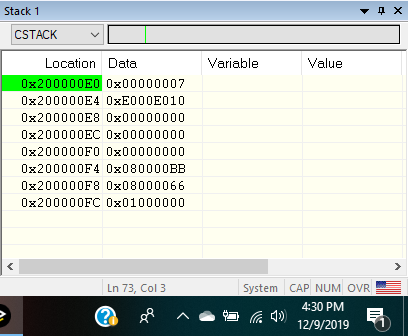 Stack 1
CSTACK
Location Data Variable Value
0x200000E0 0x00000007
0x200000E4 0xE000E010
0x200000E8 0x00000000
0x200000EC 0x00000000
0x200000F0 0x00000000
0x200000F4 0x080000BB
0x200000F8 0x08000066
0x200000FC 0x01000000
Ln 73, Col 3 System CAP NUM OVR
4:30 PM
12/9/2019
1